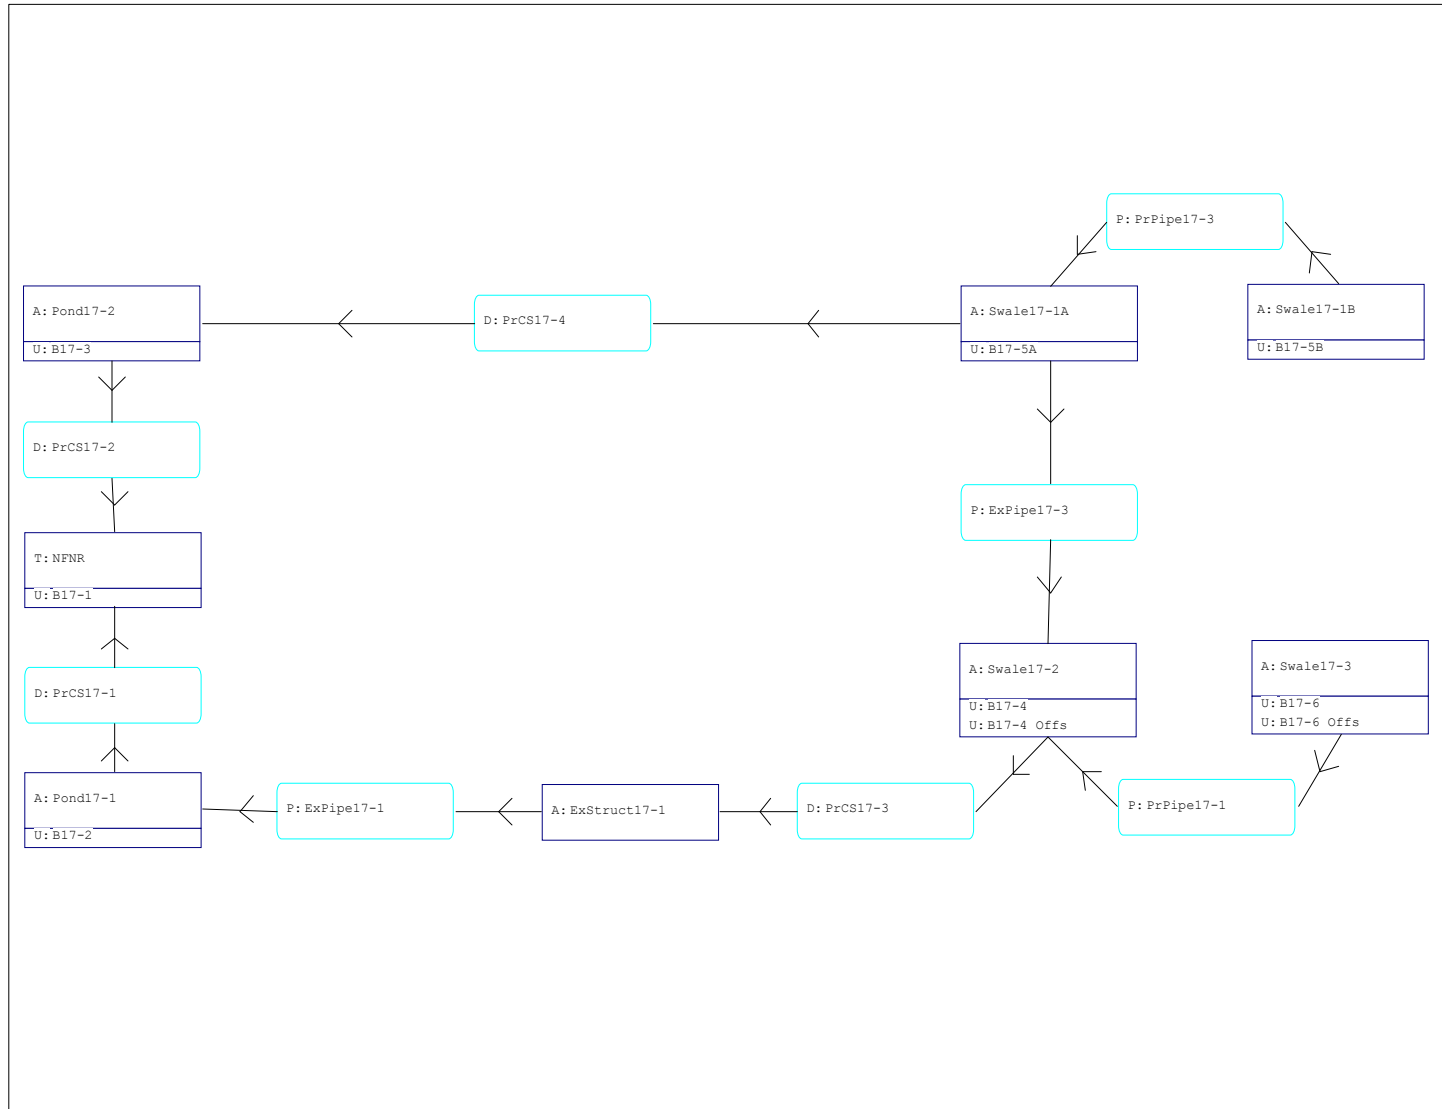 P: PrPipe17-3
A: Pond17-2
U: B17-3
D: PrCS17-4
A: Swale17-1A
U: B17-5A
A: Swale17-1B
U: B17-5B
D: PrCS17-2
P: ExPipe17-3
T: NFNR
U: B17-1
D: PrCS17-1
A: Swale17-2
U: B17-4
U: B17-4 Offs
A: Swale17-3
U: B17-6
U: B17-6 Offs
A: Pond17-1
U: B17-2
P: ExPipe17-1
A: ExStruct17-1
D: PrCS17-3
P: PrPipe17-1